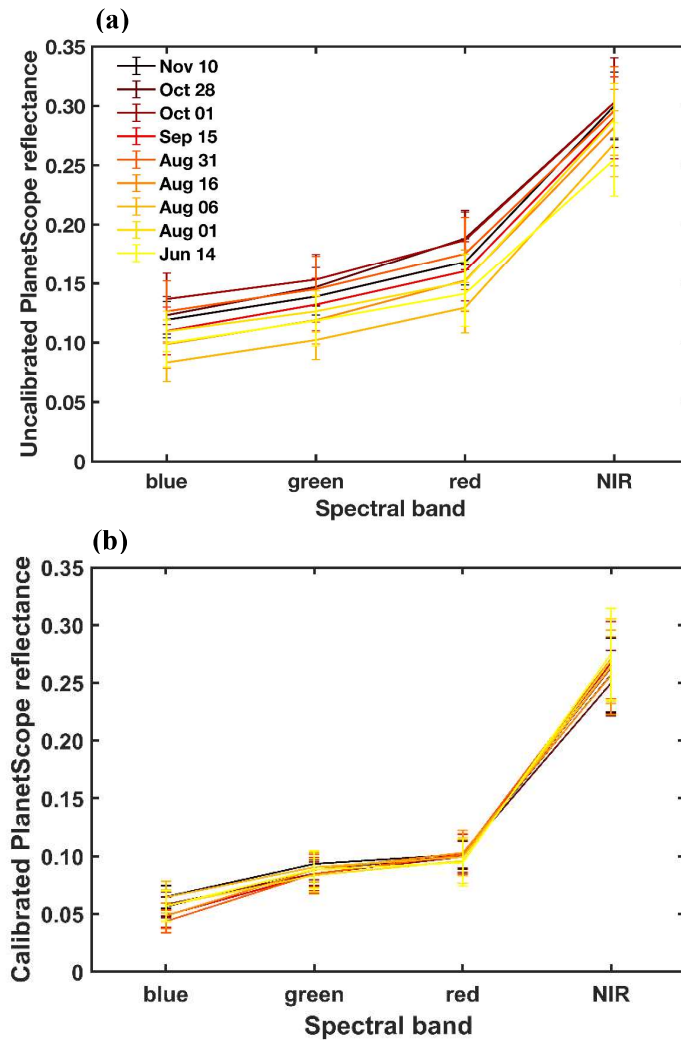 (a)
Uncalibrated PlanetScope reflectance
0.35
0.30
0.25
0.20
0.15
0.10
0.05
0
Nov 10
Oct 28
Oct 01
Sep 15
Aug 31
Aug 16
Aug 06
Aug 01
Jun 14
blue green red NIR
Spectral band
(b)
Calibrated PlanetScope reflectance
0.35
0.30
0.25
0.20
0.15
0.10
0.05
0
blue green red NIR
Spectral band